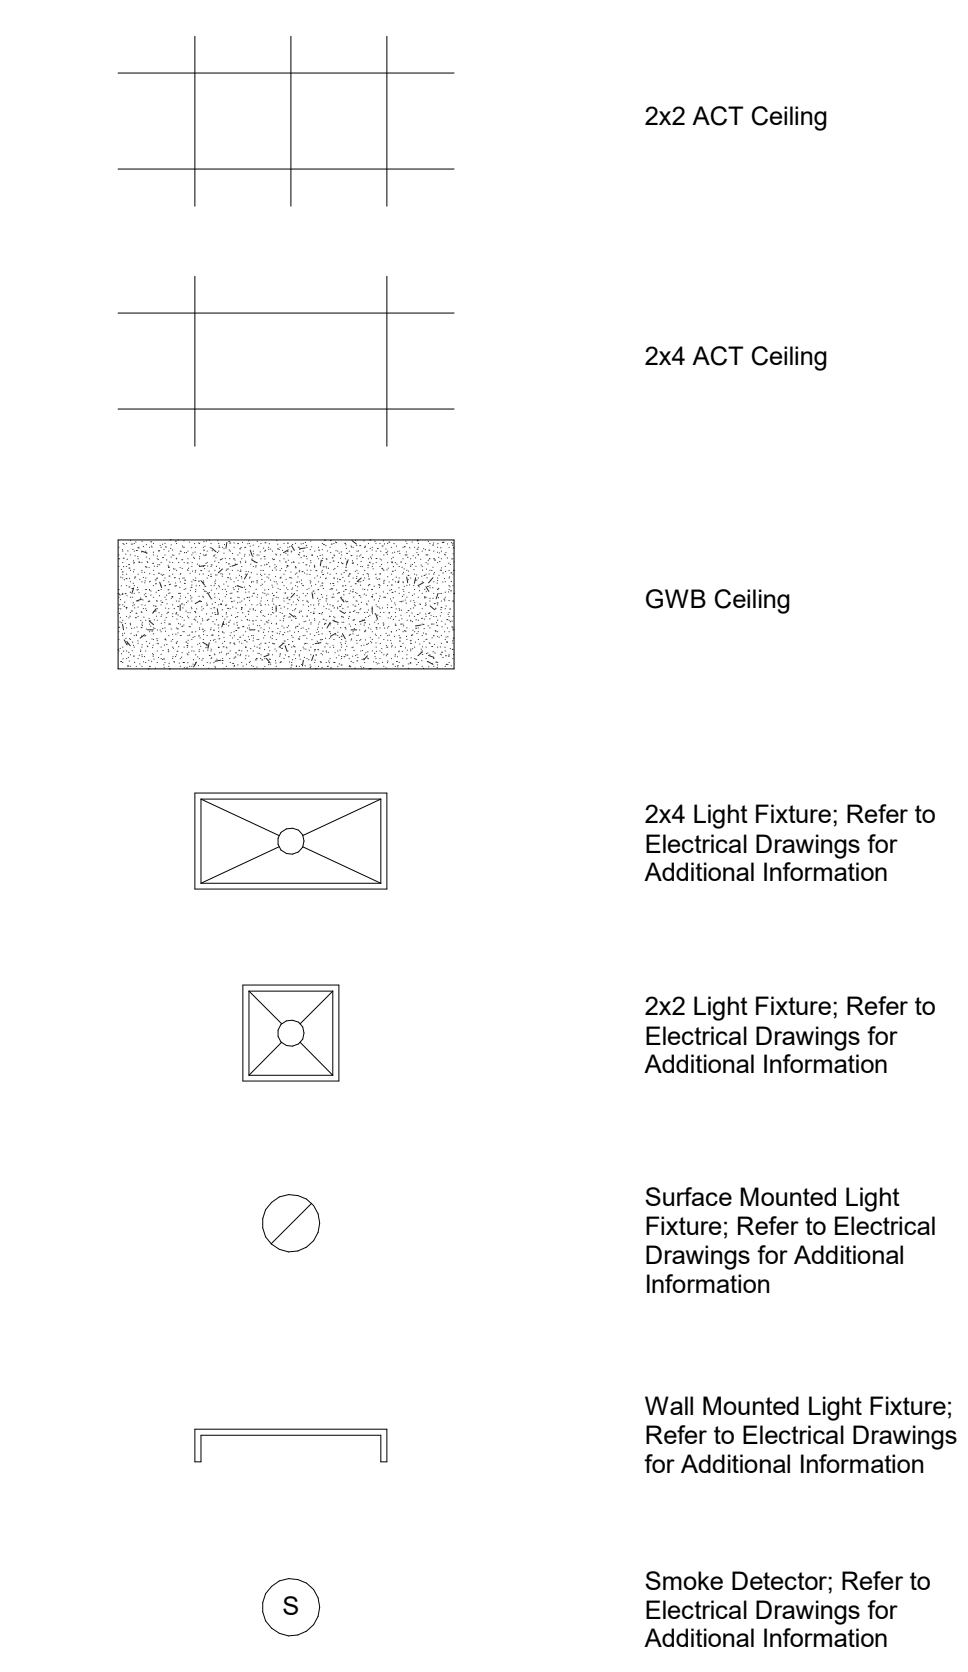 2x2 ACT Ceiling
2x4 ACT Ceiling
GWB Ceiling
2x4 Light Fixture; Refer to
Electrical Drawings for
Additional Information
2x2 Light Fixture; Refer to
Electrical Drawings for
Additional Information
Surface Mounted Light
Fixture; Refer to Electrical
Drawings for Additional
Information
Wall Mounted Light Fixture;
Refer to Electrical Drawings
for Additional Information
S
Smoke Detector; Refer to
Electrical Drawings for
Additional Information